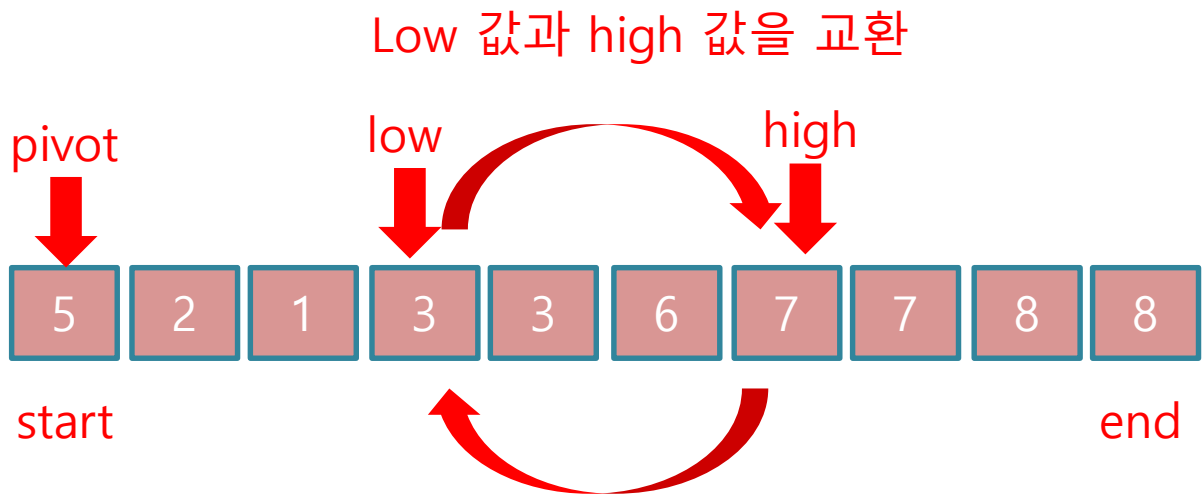 Low 값과 high 값을 교환
pivot low high
5 2 1 3 3 6 7 7 8 8
start end